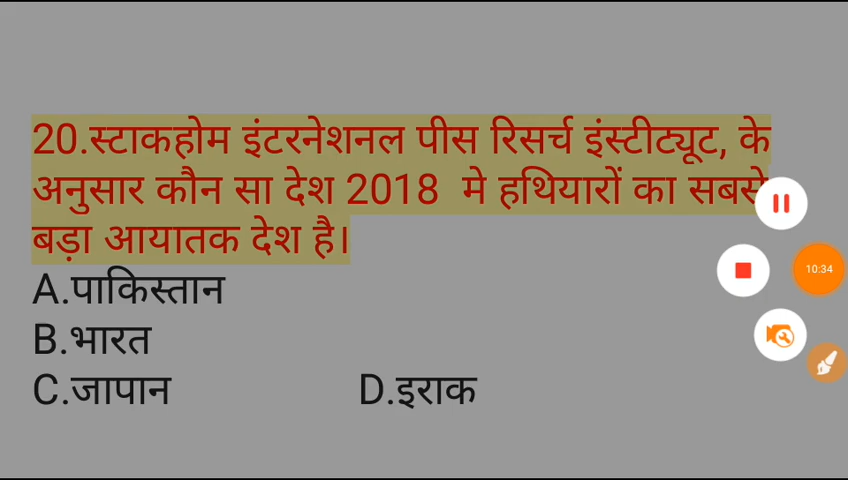 20.स्टाकहोम इंटरनेशनल पीस रिसर्च इंस्टीट्यूट, के
अनुसार कौन सा देश 2018 मे हथियारों का सबसे
बड़ा आयातक देश है।
A.पाकिस्तान
B.भारत
C.जापान D.इराक
10:34